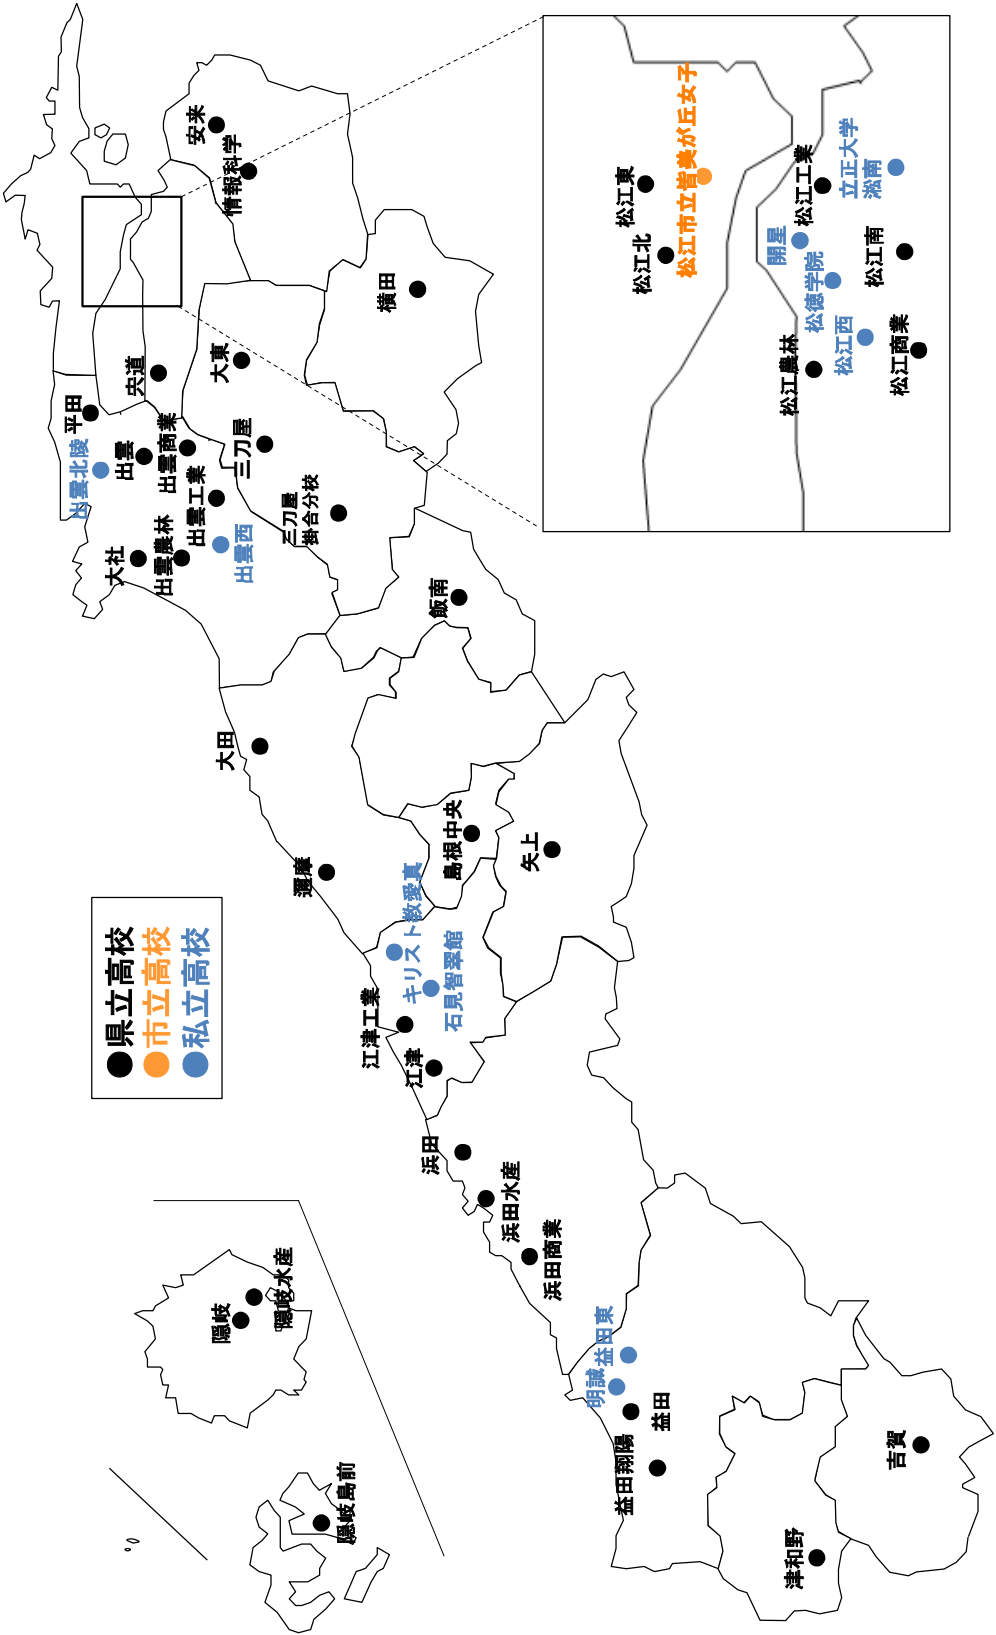 県立高校
市立高校
私立高校
隠岐
隠岐水産
隠岐島前
安来
情報科学
横田
宍道
大東
平田
出雲北陵
出雲
出雲商業
三刀屋
出雲工業
三刀屋
掛合分校
大社
出雲農林
出雲西
飯南
大田
邇摩
島根中央
矢上
キリスト教愛真
石見智翠館
江津工業
江津
浜田
浜田水産
浜田商業
益田東
明誠
益田
益田翔陽
吉賀
津和野
松江東
松江北
松江市立皆美が丘女子
松江工業
立正大学
淞南
開星
松徳学院
松江南
松江西
松江農林
松江商業